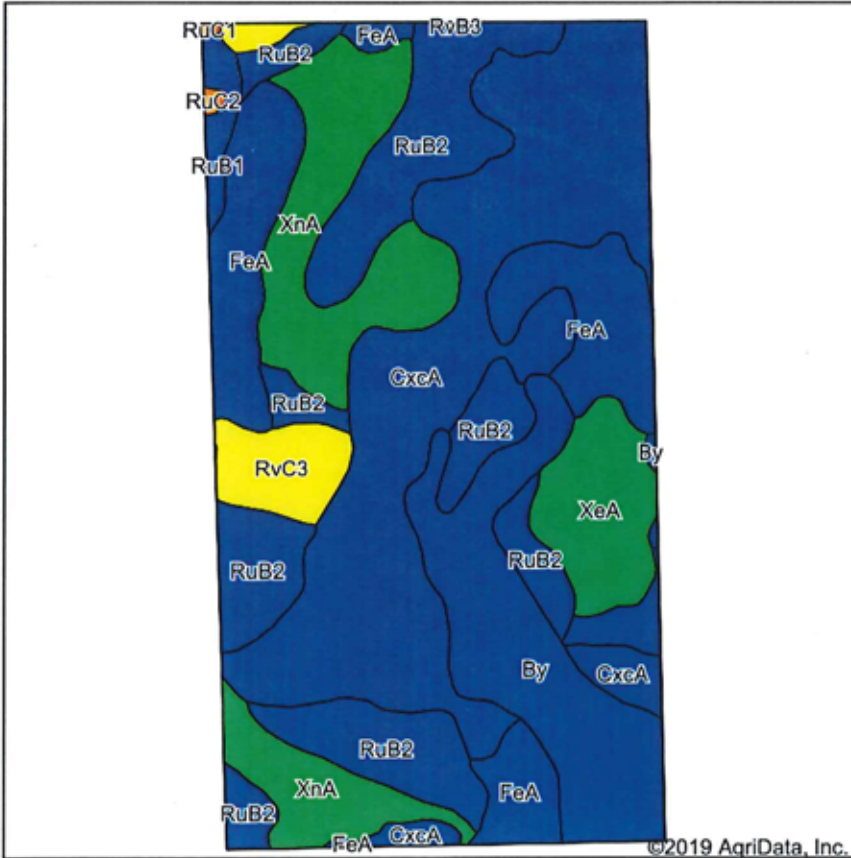 RuC1
FeA
RvB3
RuB2
RuC2
RuB2
RuB1
XnA
FeA
FeA
CxcA
RuB2
RuB2
By
RvC3
XeA
RuB2
RuB2
By
CxcA
RuB2
XnA
FeA
RuB2
CxcA
FeA
©2019 AgriData, Inc.